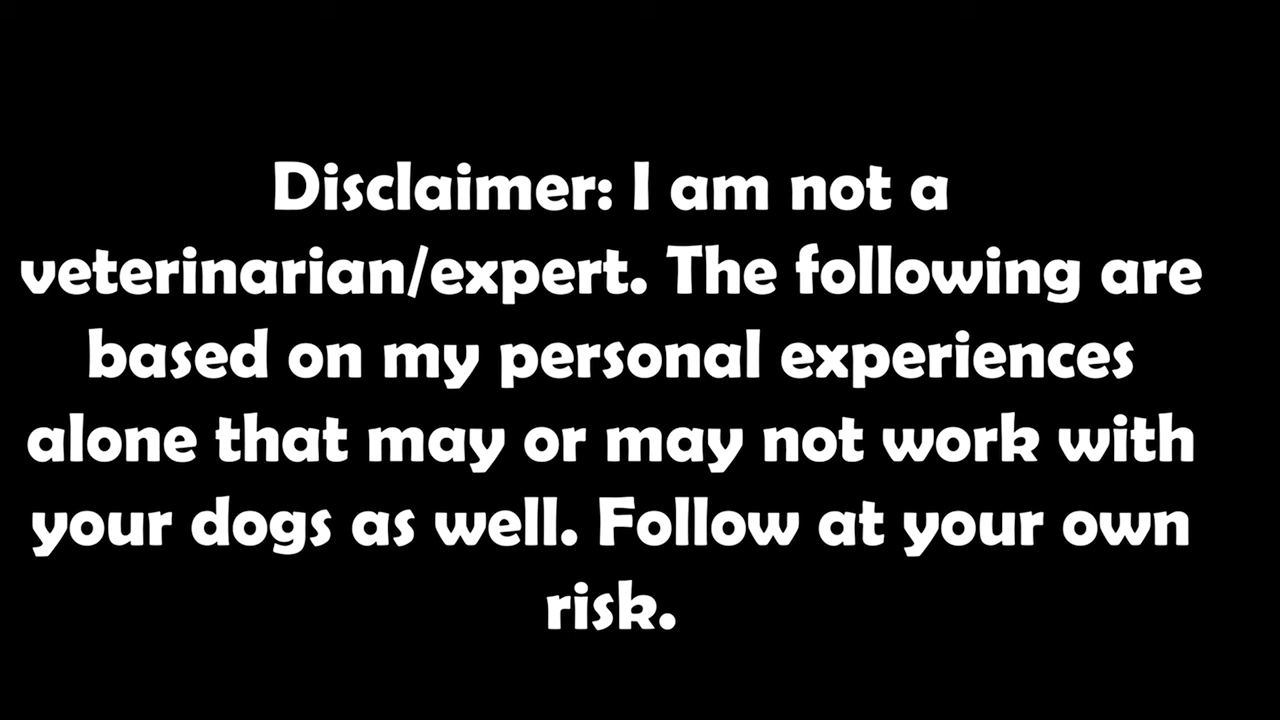 Disclaimer: I am not a
veterinarian/expert. The following are
based on my personal experiences
alone that may or may not work with
your dogs as well. Follow at your own
risk.